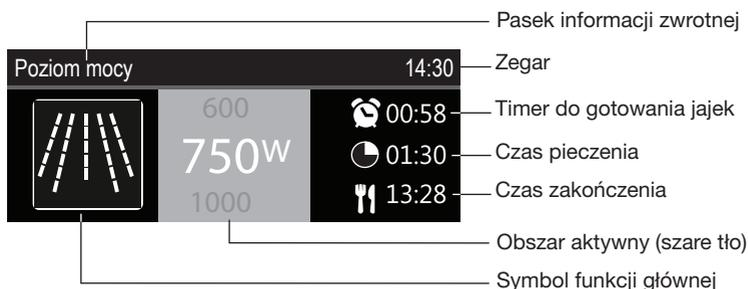 Pasek informacji zwrotnej
Poziom mocy 14:30
Zegar
600
750W
1000
00:58
Timer do gotowania jajek
01:30
Czas pieczenia
13:28
Czas zakończenia
Obszar aktywny (szare tło)
Symbol funkcji głównej